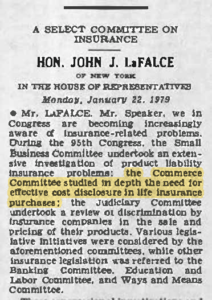 A SELECT COMMITTEE ON
INSURANCE
HON. JOHN J. LaFALCE
OF NEW YORK
IN THE HOUSE OF REPRESENTATIVES
Monday, January 22, 1979
● Mr. LaFALCE. Mr. Speaker, we in
Congress are becoming increasingly
aware of insurance-related problems.
During the 95th Congress, the Small
Business Committee undertook an exten-
sive investigation of product liability
insurance problems; the Commerce
Committee studied in depth the need for
effective cost disclosure in life insurance
purchases; the Judiciary Committee
undertook a review of discrimination by
insurance companies in the sale and
pricing of their products. Various legis-
lative initiatives were considered by the
aforementioned committees, while other
insurance legislation was referred to the
Banking Committee, Education and
Labor Committee, and Ways and Means
Committee.